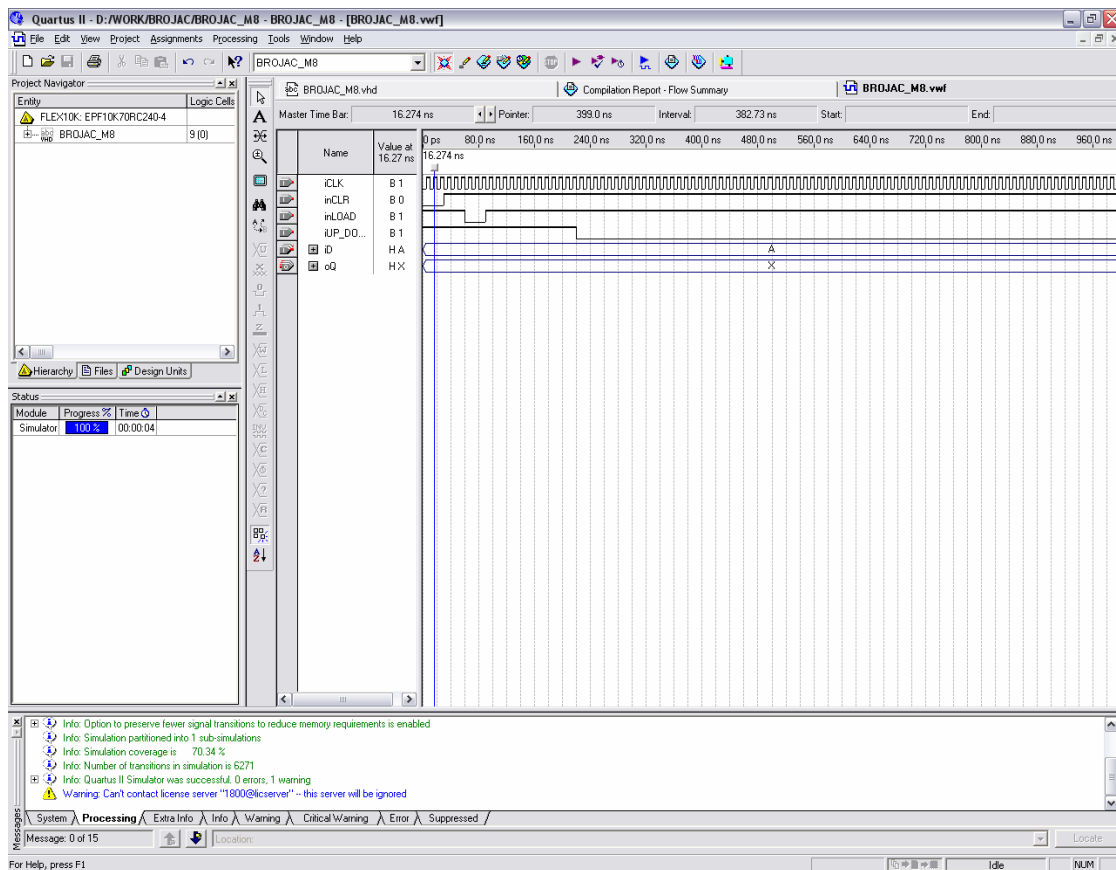 Quartus II - D:/WORK/BROJAC/BROJAC_M8 - BROJAC_M8 - [BROJAC_M8.vwf]
File Edit View Project Assignments Processing Tools Window Help
BROJAC_M8
Project Navigator
Entity Logic Cells
FLEX10K: EPF10K70RC240-4
BROJAC_M8 9 (0)
Hierarchy Files Design Units
Status
Module Progress % Time
Simulator 100 % 00:00:04
BROJAC_M8.vhd Compilation Report - Flow Summary BROJAC_M8.vwf
Master Time Bar: 16.274 ns Pointer: 399.0 ns Interval: 382.73 ns Start: End:
Name Value at 16.27 ns
0 ps 80,0 ns 160,0 ns 240,0 ns 320,0 ns 400,0 ns 480,0 ns 560,0 ns 640,0 ns 720,0 ns 800,0 ns 880,0 ns 960,0 ns
16.274 ns
iCLK B 1
inCLR B 0
inLOAD B 1
iUP_DO... B 1
iD H A A
oQ H X X
Info: Option to preserve fewer signal transitions to reduce memory requirements is enabled
Info: Simulation partitioned into 1 sub-simulations
Info: Simulation coverage is 70.34 %
Info: Number of transitions in simulation is 6271
Info: Quartus II Simulator was successful. 0 errors, 1 warning
Warning: Can't contact license server "1800@licserver" -- this server will be ignored
System Processing Extra Info Info Warning Critical Warning Error Suppressed
Messages
Message: 0 of 15 Location: Locate
For Help, press F1 Idle NUM